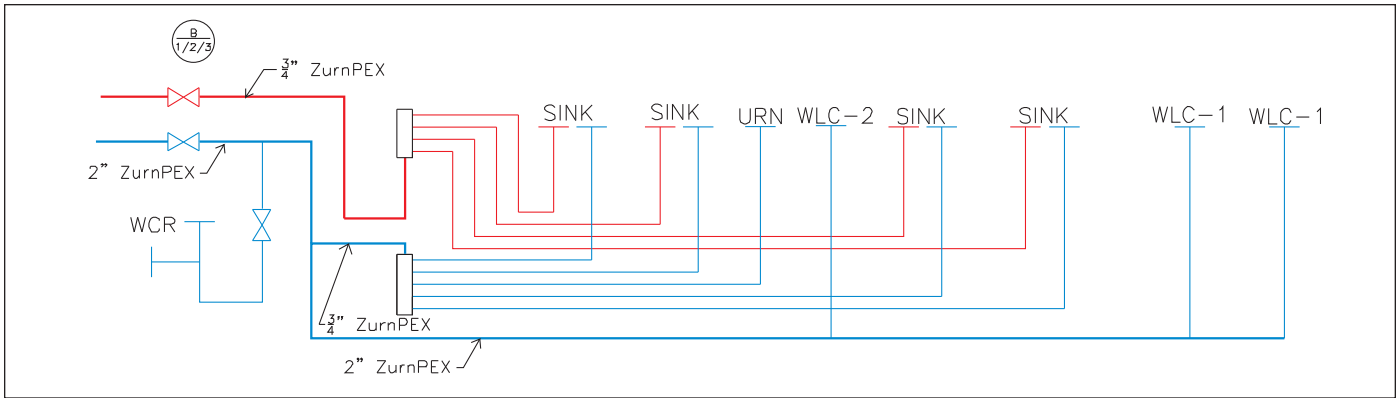 B
1/2/3
3/4" ZurnPEX
SINK
SINK
URN
WLC-2
SINK
SINK
WLC-1
WLC-1
2" ZurnPEX
WCR
3/4" ZurnPEX
2" ZurnPEX